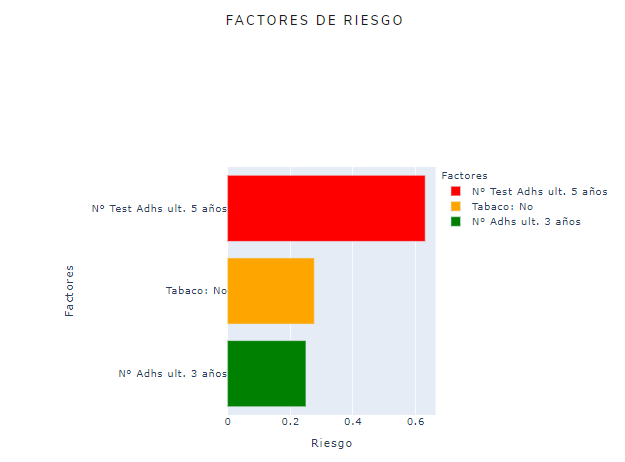 FACTORES DE RIESGO
Factores
Nº Test Adhs ult. 5 años
Tabaco: No
Nº Adhs ult. 3 años
Nº Test Adhs ult. 5 años
Tabaco: No
Nº Adhs ult. 3 años
Factores
0 0.2 0.4 0.6
Riesgo